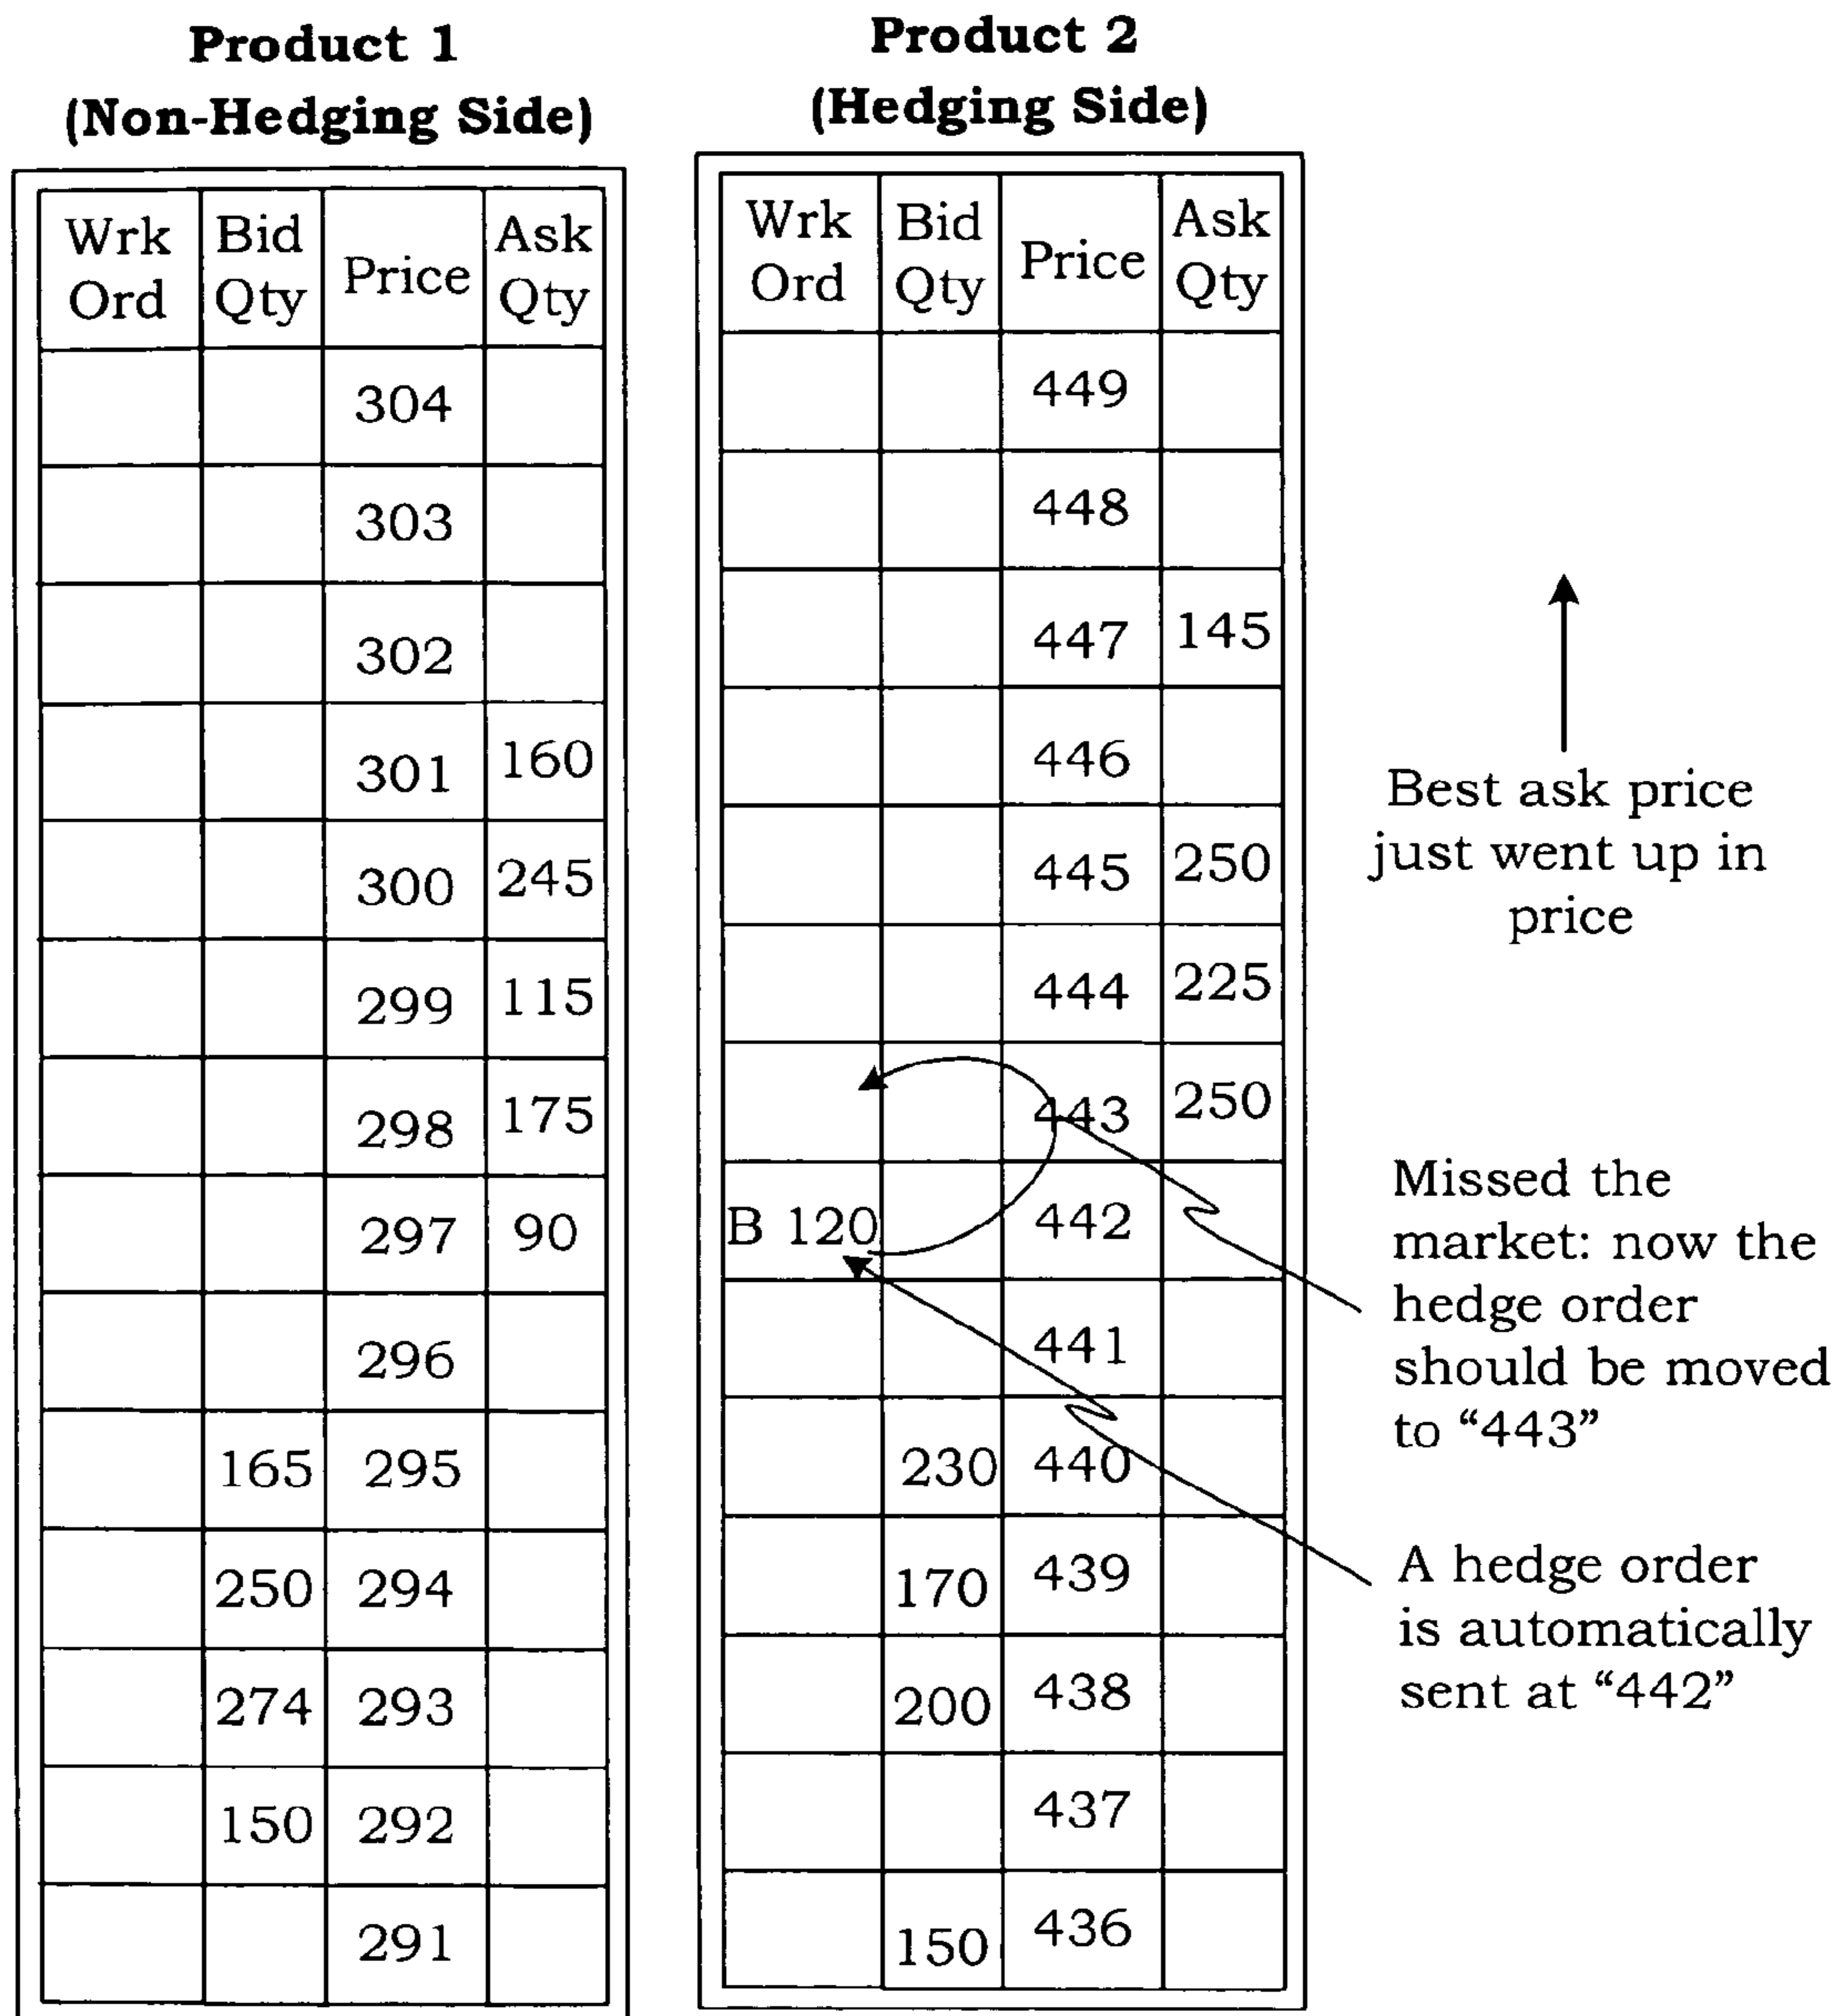 Product 1
(Non-Hedging Side)
Wrk Ord Bid Qty Price Ask Qty
304
303
302
301 160
300 245
299 115
298 175
297 90
296
165 295
250 294
274 293
150 292
291
Product 2
(Hedging Side)
Wrk Ord Bid Qty Price Ask Qty
449
448
447 145
446
445 250
444 225
443 250
B 120 442
441
230 440
170 439
200 438
437
150 436
Best ask price
just went up in
price
Missed the
market: now the
hedge order
should be moved
to “443”
A hedge order
is automatically
sent at “442”